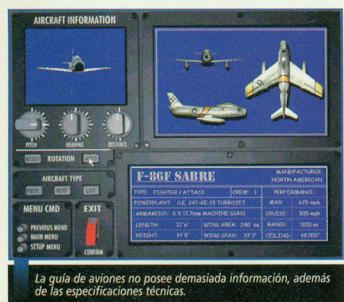 AIRCRAFT INFORMATION
PITCH
HEADING
DISTANCE
RESET
ROTATION
SPEED
AIRCRAFT TYPE
PREV
NEXT
LIST
MENU CMD
PREVIOUS MENU
MAIN MENU
SETUP MENU
EXIT
CONFIRM
F-86F SABRE
MANUFACTURER
NORTH AMERICAN
TYPE: FIGHTER / ATTACK
CREW: 1
PERFORMANCE:
POWERPLANT: G.E. J47-GE-13 TURBOJET
MAX: 675 mph
ARMAMENT: 6 X 12.7mm MACHINE GUNS
CRUISE: 505 mph
LENGTH: 37'6"
WING AREA: 240 sq
RANGE: 1030 mi
HEIGHT: 14'8"
WING SPAN: 37'1"
CEILING: 48,000'
La guía de aviones no posee demasiada información, además
de las especificaciones técnicas.